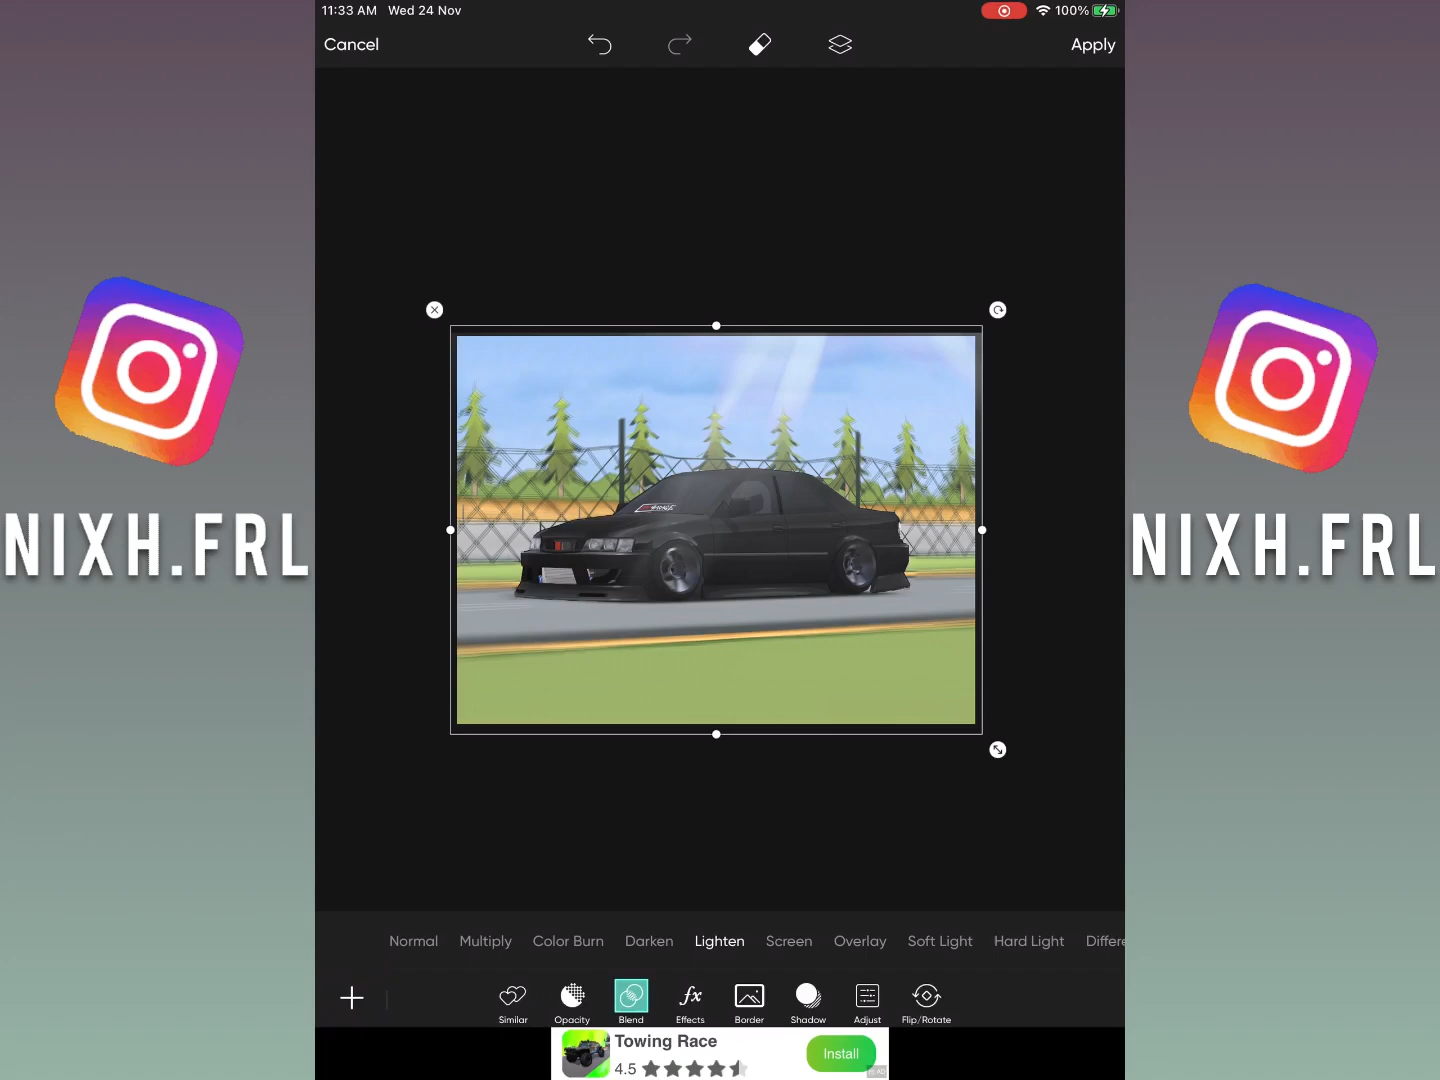 11:33 AM Wed 24 Nov
100%
Cancel
Apply
NIXH.FRL
NIXH.FRL
Normal Multiply Color Burn Darken Lighten Screen Overlay Soft Light Hard Light Differe
Similar Opacity Blend Effects Border Shadow Adjust Flip/Rotate
Towing Race
4.5
Install
AD